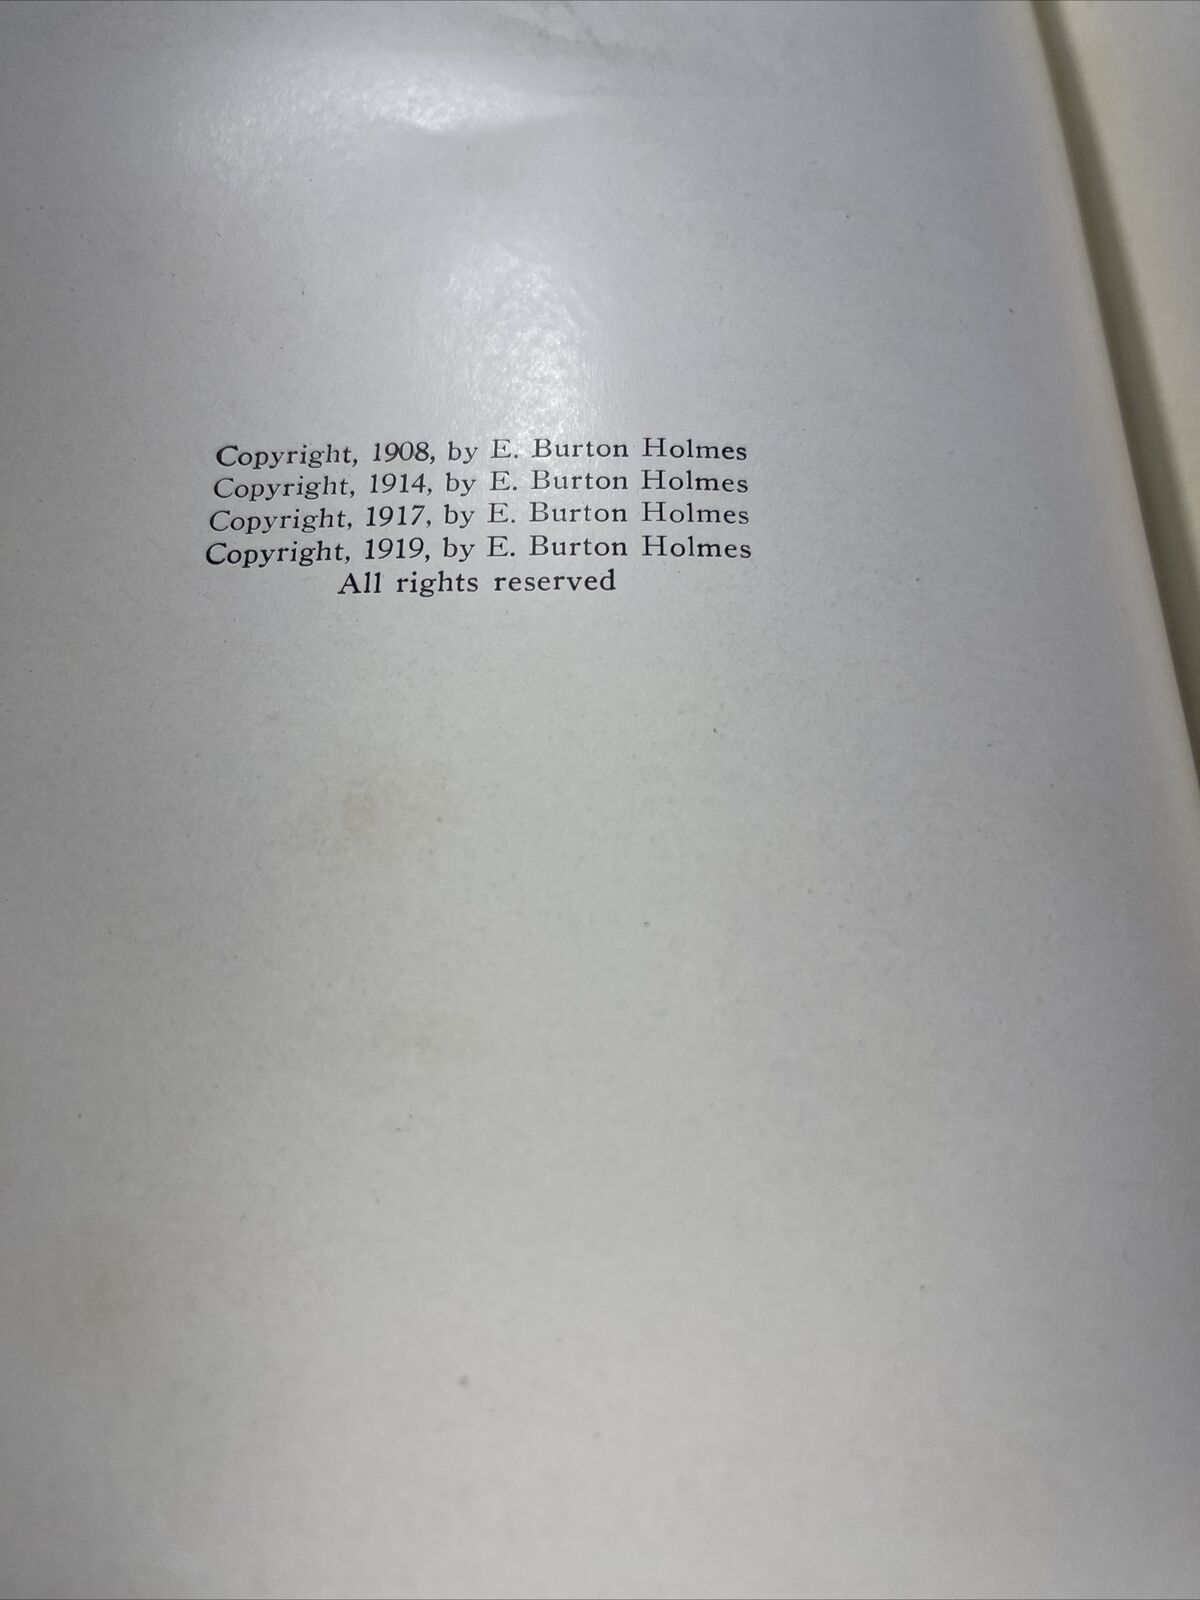 Copyright, 1908, by E. Burton Holmes
Copyright, 1914, by E. Burton Holmes
Copyright, 1917, by E. Burton Holmes
Copyright, 1919, by E. Burton Holmes
All rights reserved